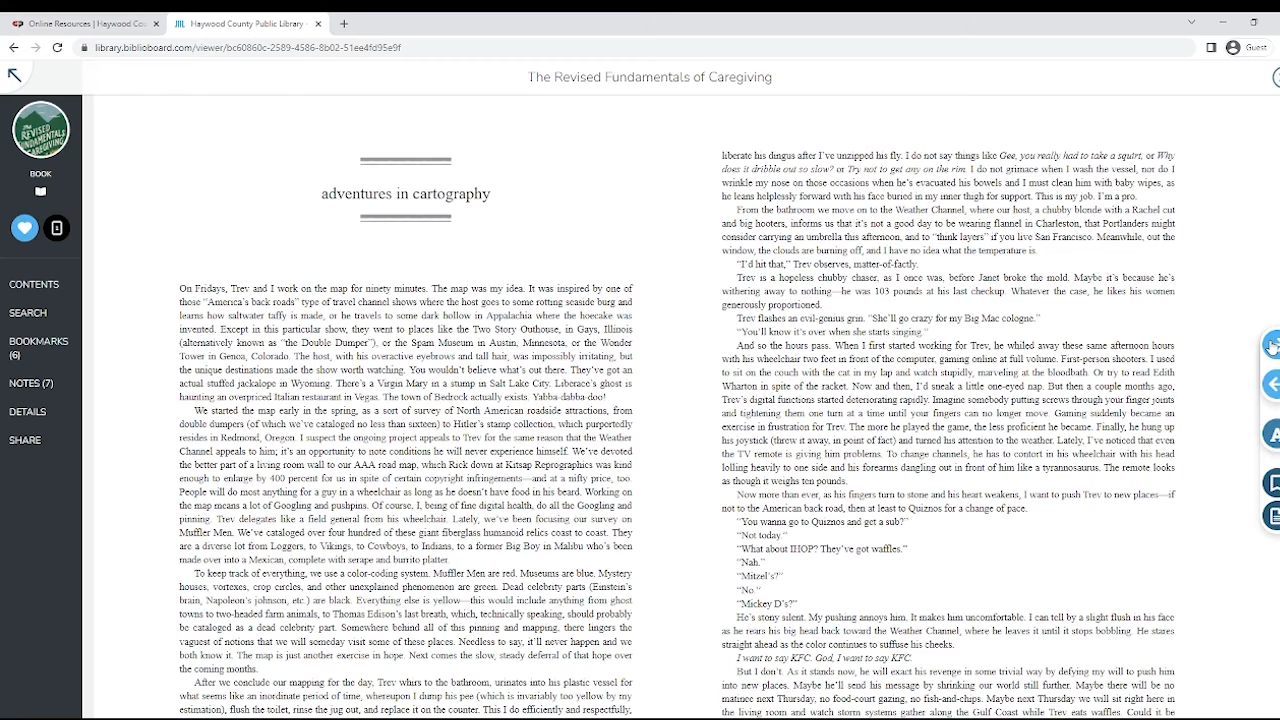 Online Resources | Haywood Cou
Haywood County Public Library
library.biblioboard.com/viewer/bc60860c-2589-4586-8b02-51ee4fd95e9f
Guest
The Revised Fundamentals of Caregiving
BOOK
CONTENTS
SEARCH
BOOKMARKS
(6)
NOTES (7)
DETAILS
SHARE
adventures in cartography
On Fridays, Trev and I work on the map for ninety minutes. The map was my idea. It was inspired by one of
those “America’s back roads” type of travel channel shows where the host goes to some rotting seaside burg and
learns how saltwater taffy is made, or he travels to some dark hollow in Appalachia where the hoecake was
invented. Except in this particular show, they went to places like the Two Story Outhouse, in Gays, Illinois
(alternatively known as “the Double Dumper”), or the Spam Museum in Austin, Minnesota, or the Wonder
Tower in Genoa, Colorado. The host, with his overactive eyebrows and tall hair, was impossibly irritating, but
the unique destinations made the show worth watching. You wouldn’t believe what’s out there. They’ve got an
actual stuffed jackalope in Wyoming. There’s a Virgin Mary in a stump in Salt Lake City. Liberace’s ghost is
haunting an overpriced Italian restaurant in Vegas. The town of Bedrock actually exists. Yabba-dabba-doo!
We started the map early in the spring, as a sort of survey of North American roadside attractions, from
double dumpers (of which we’ve cataloged no less than sixteen) to Hitler’s stamp collection, which purportedly
resides in Redmond, Oregon. I suspect the ongoing project appeals to Trev for the same reason that the Weather
Channel appeals to him; it’s an opportunity to note conditions he will never experience himself. We’ve devoted
the better part of a living room wall to our AAA road map, which Rick down at Kitsap Reprographics was kind
enough to enlarge by 400 percent for us in spite of certain copyright infringements—and at a nifty price, too.
People will do most anything for a guy in a wheelchair as long as he doesn’t have food in his beard. Working on
the map means a lot of Googling and pushpins. Of course, I, being of fine digital health, do all the Googling and
pinning. Trev delegates like a field general from his wheelchair. Lately, we’ve been focusing our survey on
Muffler Men. We’ve cataloged over four hundred of these giant fiberglass humanoid relics coast to coast. They
are a diverse lot from Loggers, to Vikings, to Cowboys, to Indians, to a former Big Boy in Malibu who’s been
made over into a Mexican, complete with serape and burrito platter.
To keep track of everything, we use a color-coding system. Muffler Men are red. Museums are blue. Mystery
houses, vortexes, crop circles, and other unexplained phenomenon are green. Dead celebrity parts (Einstein’s
brain, Napoleon’s johnson, etc.) are black. Everything else is yellow—this would include anything from ghost
towns to two-headed farm animals, to Thomas Edison’s last breath, which, technically speaking, should probably
be cataloged as a dead celebrity part. Somewhere behind all of this pinning and mapping, there lingers the
vaguest of notions that we will someday visit some of these places. Needless to say, it’ll never happen and we
both know it. The map is just another exercise in hope. Next comes the slow, steady deferral of that hope over
the coming months.
After we conclude our mapping for the day, Trev whirs to the bathroom, urinates into his plastic vessel for
what seems like an inordinate period of time, whereupon I dump his pee (which is invariably too yellow by my
estimation), flush the toilet, rinse the jug out, and replace it on the counter. This I do efficiently and respectfully,
liberate his dingus after I’ve unzipped his fly. I do not say things like Gee, you really had to take a squirt, or Why
does it dribble out so slow? or Try not to get any on the rim. I do not grimace when I wash the vessel, nor do I
wrinkle my nose on those occasions when he’s evacuated his bowels and I must clean him with baby wipes, as
he leans helplessly forward with his face buried in my inner thigh for support. This is my job. I’m a pro.
From the bathroom we move on to the Weather Channel, where our host, a chubby blonde with a Rachel cut
and big hooters, informs us that it’s not a good day to be wearing flannel in Charleston, that Portlanders might
consider carrying an umbrella this afternoon, and to “think layers” if you live San Francisco. Meanwhile, out the
window, the clouds are burning off, and I have no idea what the temperature is.
“I’d hit that,” Trev observes, matter-of-factly.
Trev is a hopeless chubby chaser, as I once was, before Janet broke the mold. Maybe it’s because he’s
withering away to nothing—he was 103 pounds at his last checkup. Whatever the case, he likes his women
generously proportioned.
Trev flashes an evil-genius grin. “She’ll go crazy for my Big Mac cologne.”
“You’ll know it’s over when she starts singing.”
And so the hours pass. When I first started working for Trev, he whiled away these same afternoon hours
with his wheelchair two feet in front of the computer, gaming online at full volume. First-person shooters. I used
to sit on the couch with the cat in my lap and watch stupidly, marveling at the bloodbath. Or try to read Edith
Wharton in spite of the racket. Now and then, I’d sneak a little one-eyed nap. But then a couple months ago,
Trev’s digital functions started deteriorating rapidly. Imagine somebody putting screws through your finger joints
and tightening them one turn at a time until your fingers can no longer move. Gaming suddenly became an
exercise in frustration for Trev. The more he played the game, the less proficient he became. Finally, he hung up
his joystick (threw it away, in point of fact) and turned his attention to the weather. Lately, I’ve noticed that even
the TV remote is giving him problems. To change channels, he has to contort in his wheelchair with his head
lolling heavily to one side and his forearms dangling out in front of him like a tyrannosaurus. The remote looks
as though it weighs ten pounds.
Now more than ever, as his fingers turn to stone and his heart weakens, I want to push Trev to new places—if
not to the American back road, then at least to Quiznos for a change of pace.
“You wanna go to Quiznos and get a sub?”
“Not today.”
“What about IHOP? They’ve got waffles.”
“Nah.”
“Mitzel’s?”
“No.”
“Mickey D’s?”
He’s stony silent. My pushing annoys him. It makes him uncomfortable. I can tell by a slight flush in his face
as he rears his big head back toward the Weather Channel, where he leaves it until it stops bobbling. He stares
straight ahead as the color continues to suffuse his cheeks.
I want to say KFC. God, I want to say KFC.
But I don’t. As it stands now, he will exact his revenge in some trivial way by defying my will to push him
into new places. Maybe he’ll send his message by shrinking our world still further. Maybe there will be no
matinee next Thursday, no food-court gazing, no fish-and-chips. Maybe next Thursday we will sit right here in
the living room and watch storm systems gather along the Gulf Coast while Trev eats waffles. Could it be